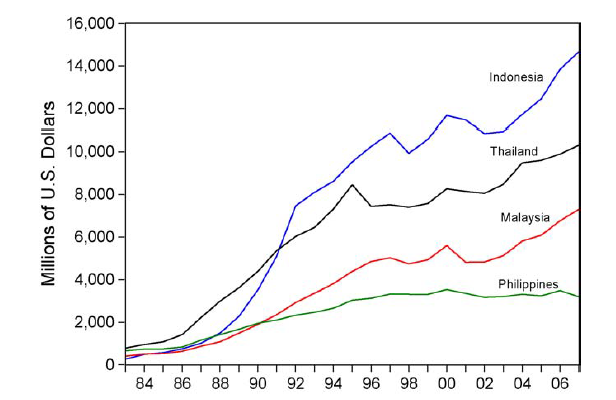 Millions of U.S. Dollars
16,000
14,000
12,000
10,000
8,000
6,000
4,000
2,000
0
Indonesia
Thailand
Malaysia
Philippines
84 86 88 90 92 94 96 98 00 02 04 06